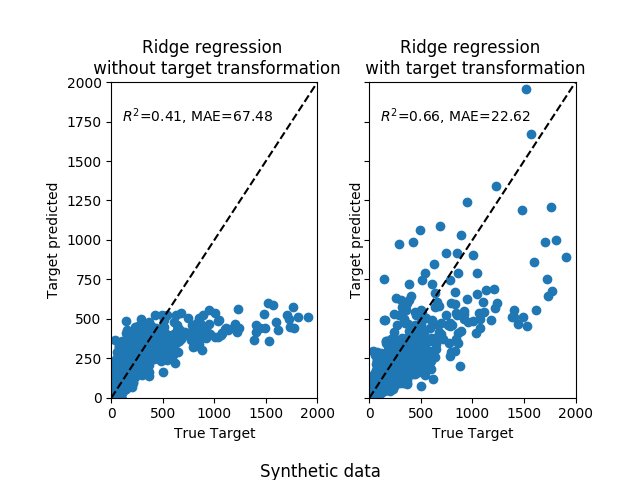 Ridge regression
without target transformation
Ridge regression
with target transformation
2000
1750
1500
1250
1000
750
500
250
0
Target predicted
R²=0.41, MAE=67.48
0 500 1000 1500 2000
True Target
Target predicted
R²=0.66, MAE=22.62
0 500 1000 1500 2000
True Target
Synthetic data